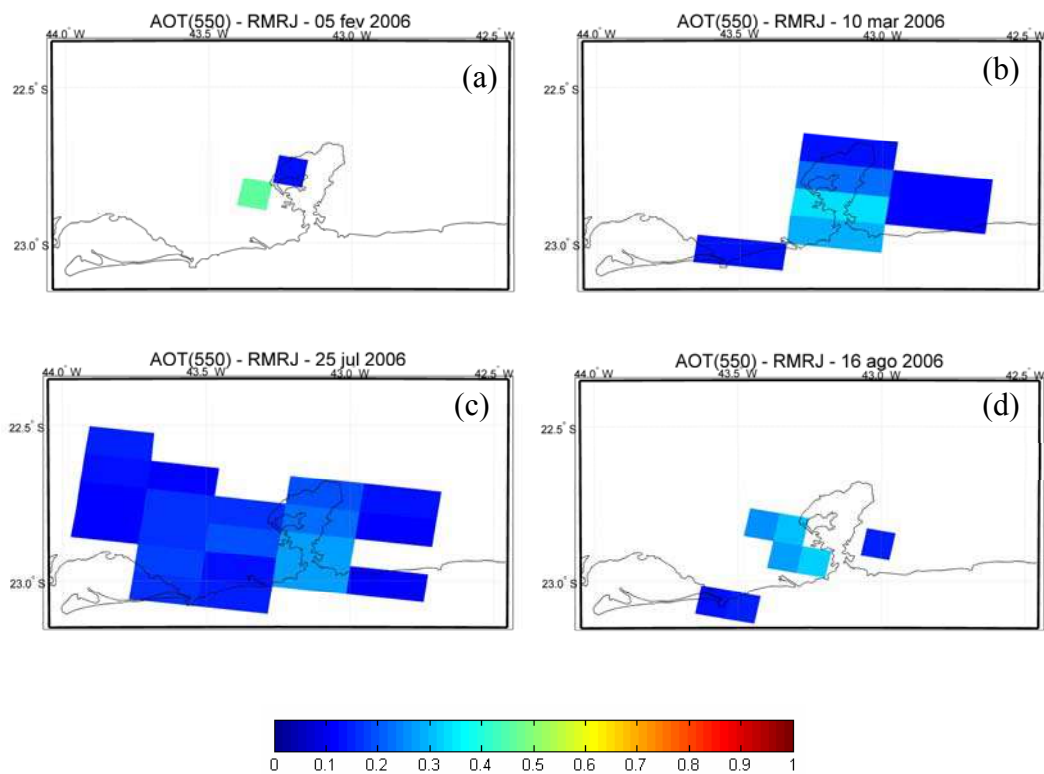 AOT(550) - RMRJ - 05 fev 2006
44.0° W 43.5° W 43.0° W 42.5° W
(a)
22.5° S
23.0° S
AOT(550) - RMRJ - 10 mar 2006
44.0° W 43.5° W 43.0° W 42.5° W
(b)
22.5° S
23.0° S
AOT(550) - RMRJ - 25 jul 2006
44.0° W 43.5° W 43.0° W 42.5° W
(c)
22.5° S
23.0° S
AOT(550) - RMRJ - 16 ago 2006
44.0° W 43.5° W 43.0° W 42.5° W
(d)
22.5° S
23.0° S
0 0.1 0.2 0.3 0.4 0.5 0.6 0.7 0.8 0.9 1